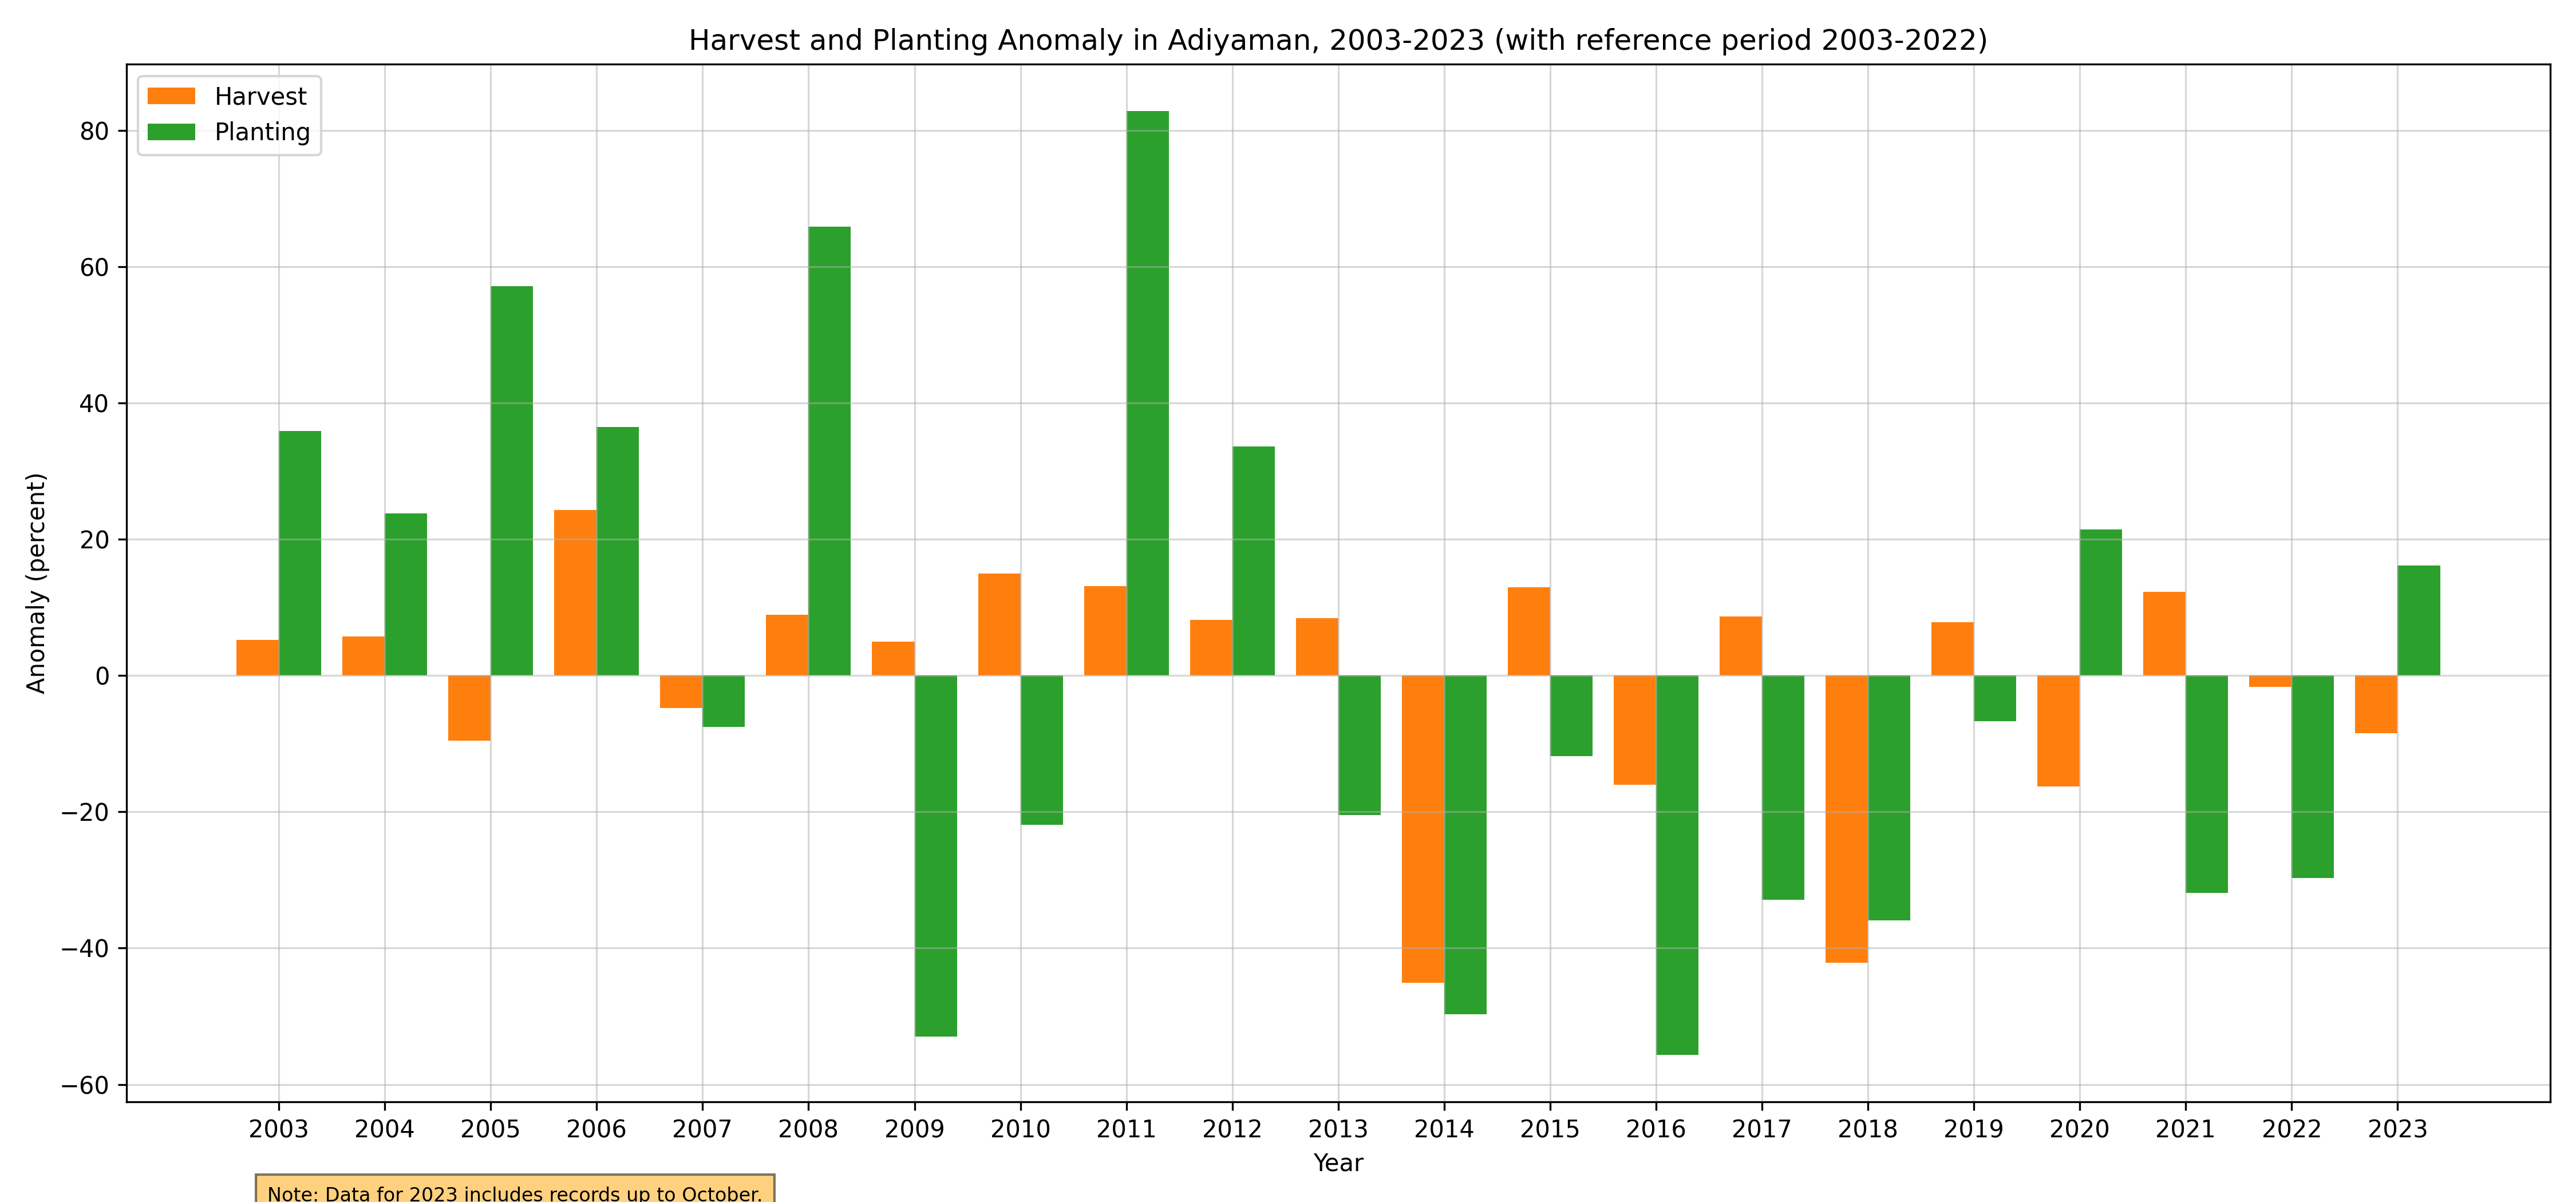 Harvest and Planting Anomaly in Adiyaman, 2003-2023 (with reference period 2003-2022)
Harvest
Planting
80
60
40
20
0
−20
−40
−60
Anomaly (percent)
2003 2004 2005 2006 2007 2008 2009 2010 2011 2012 2013 2014 2015 2016 2017 2018 2019 2020 2021 2022 2023
Year
Note: Data for 2023 includes records up to October.